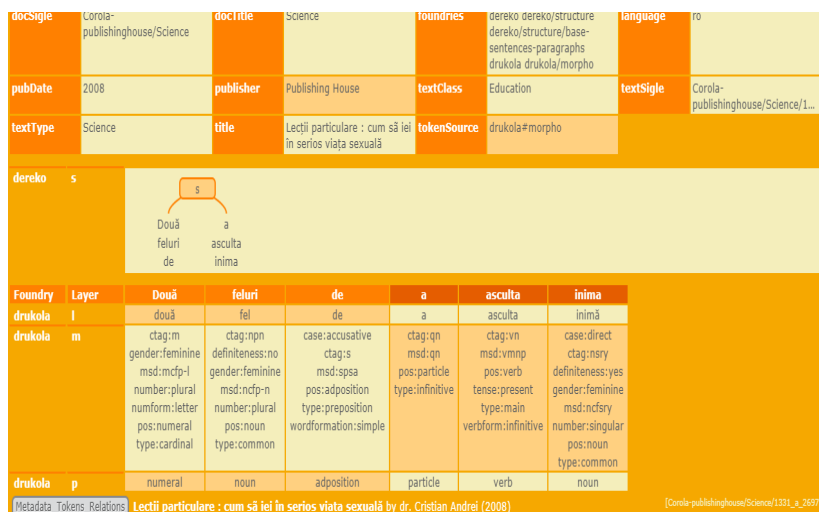 docSigle Corola- docTitle Science foundries dereko dereko/structure language ro
publishinghouse/Science dereko/structure/base-
sentences-paragraphs
drukola drukola/morpho
pubDate 2008 publisher Publishing House textClass Education textSigle Corola-
publishinghouse/Science/1...
textType Science title Lecții particulare : cum să iei tokenSource drukola#morpho
în serios viața sexuală
dereko s
s
Două a
feluri asculta
de inima
Foundry Layer Două feluri de a asculta inima
drukola l două fel de a asculta inimă
drukola m ctag:m ctag:npn case:accusative ctag:qn ctag:vn case:direct
gender:feminine definiteness:no ctag:s msd:qn msd:vmnp ctag:nsry
msd:mcfp-l gender:feminine msd:spsa pos:particle pos:verb definiteness:yes
number:plural msd:ncfp-n pos:adposition type:infinitive tense:present gender:feminine
numform:letter number:plural type:preposition type:main msd:ncfsry
pos:numeral pos:noun wordformation:simple verbform:infinitive number:singular
type:cardinal type:common pos:noun
type:common
drukola p numeral noun adposition particle verb noun
Metadata Tokens Relations Lecții particulare : cum să iei în serios viața sexuală by dr. Cristian Andrei (2008) [Corola-publishinghouse/Science/1331_a_2697